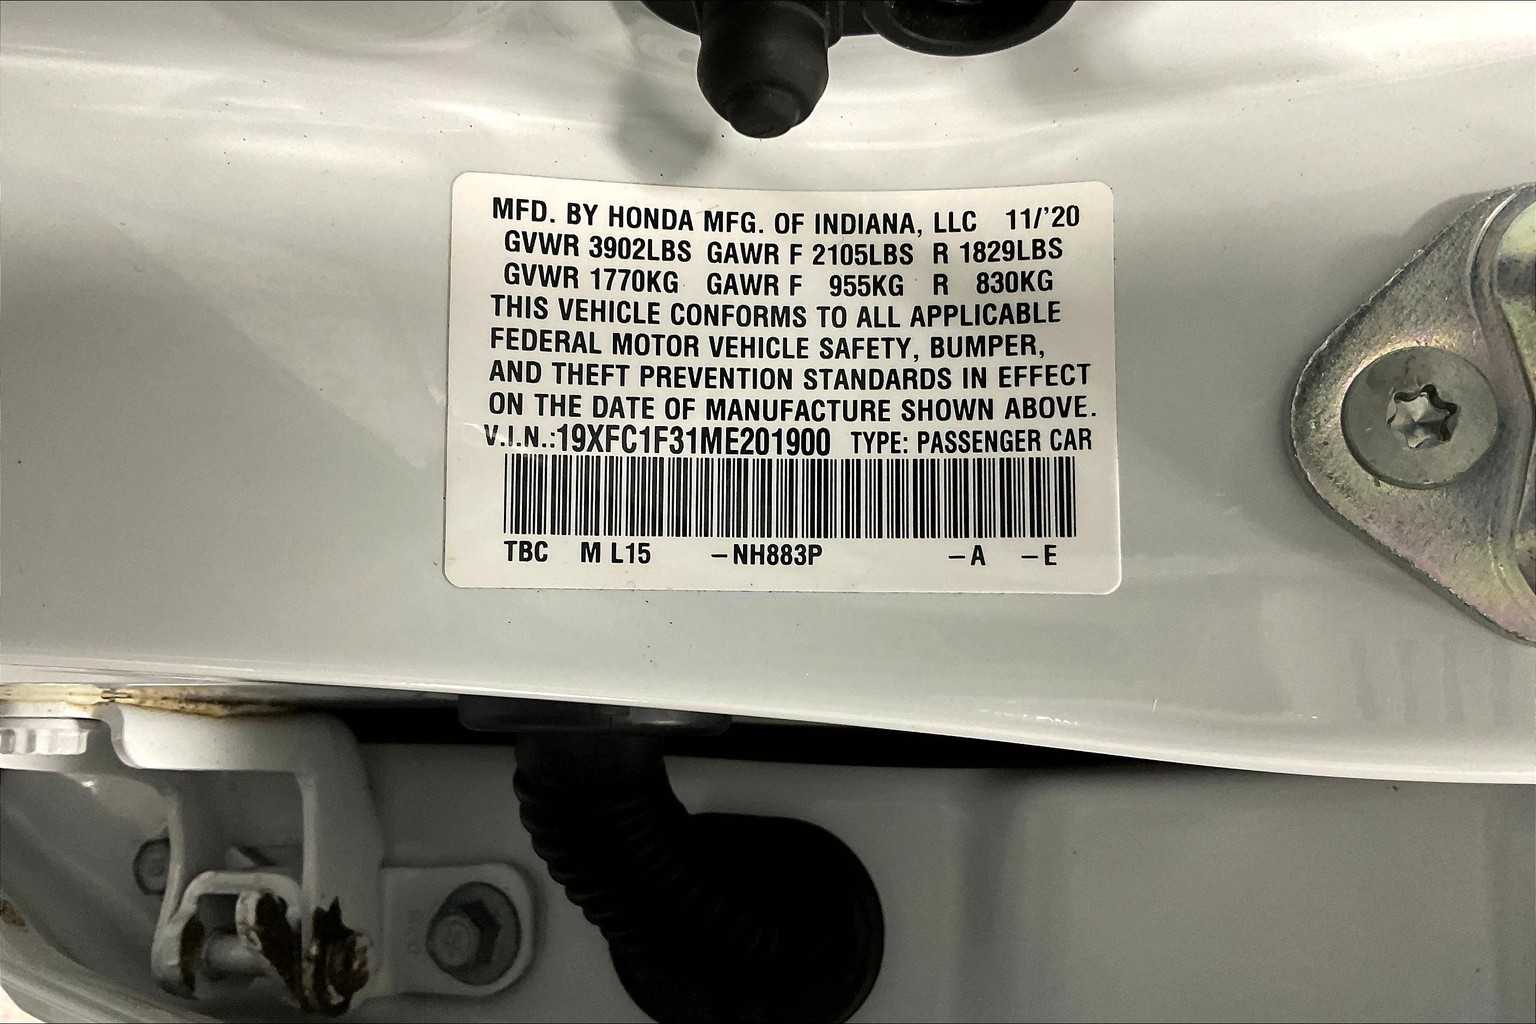 MFD. BY HONDA MFG. OF INDIANA, LLC 11/'20
GVWR 3902LBS GAWR F 2105LBS R 1829LBS
GVWR 1770KG GAWR F 955KG R 830KG
THIS VEHICLE CONFORMS TO ALL APPLICABLE
FEDERAL MOTOR VEHICLE SAFETY, BUMPER,
AND THEFT PREVENTION STANDARDS IN EFFECT
ON THE DATE OF MANUFACTURE SHOWN ABOVE.
V.I.N.:19XFC1F31ME201900 TYPE: PASSENGER CAR
TBC M L15 –NH883P –A –E